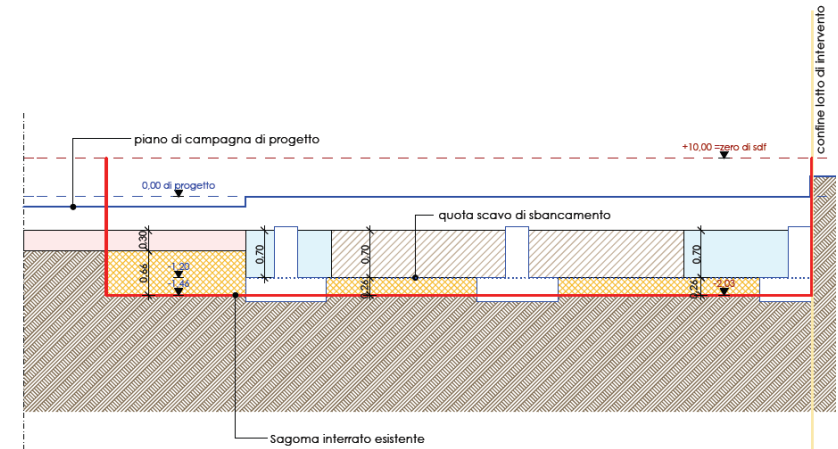 confine lotto di intervento
piano di campagna di progetto
+10,00 =zero di sdf
0,00 di progetto
quota scavo di sbancamento
0,30
0,70
0,70
0,70
0,66
-1,20
-1,46
0,26
0,26
-2,03
Sagoma interrato esistente